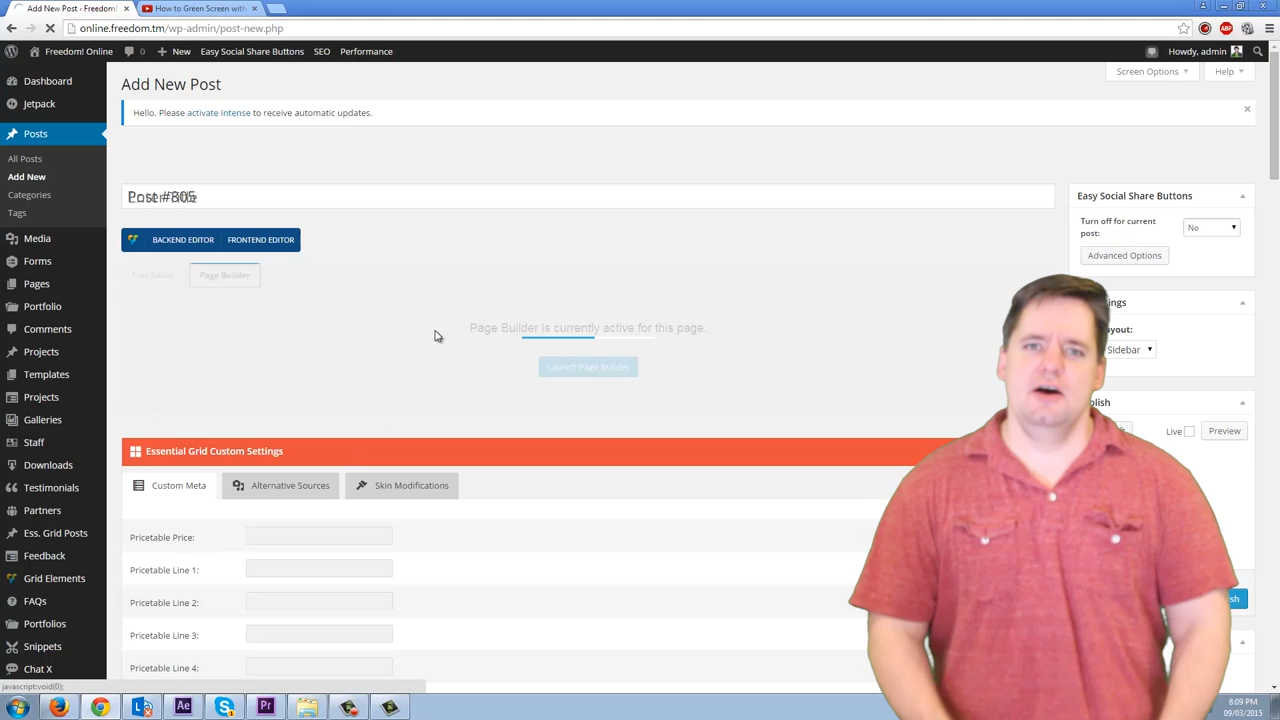 Add New Post ‹ Freedom!
How to Green Screen with
online.freedom.tm/wp-admin/post-new.php
Freedom! Online
0
New
Easy Social Share Buttons
SEO
Performance
Howdy, admin
Dashboard
Jetpack
Posts
All Posts
Add New
Categories
Tags
Media
Forms
Pages
Portfolio
Comments
Projects
Templates
Projects
Galleries
Staff
Downloads
Testimonials
Partners
Ess. Grid Posts
Feedback
Grid Elements
FAQs
Portfolios
Snippets
Chat X
Add New Post
Screen Options
Help
Hello. Please activate Intense to receive automatic updates.
Post #805
BACKEND EDITOR
FRONTEND EDITOR
Page Builder
Page Builder is currently active for this page.
Launch Page Builder
Essential Grid Custom Settings
Custom Meta
Alternative Sources
Skin Modifications
Pricetable Price:
Pricetable Line 1:
Pricetable Line 2:
Pricetable Line 3:
Pricetable Line 4:
Easy Social Share Buttons
Turn off for current
post:
No
Advanced Options
Sidebar
Live
Preview
javascript:void(0);
8:09 PM
09/03/2015